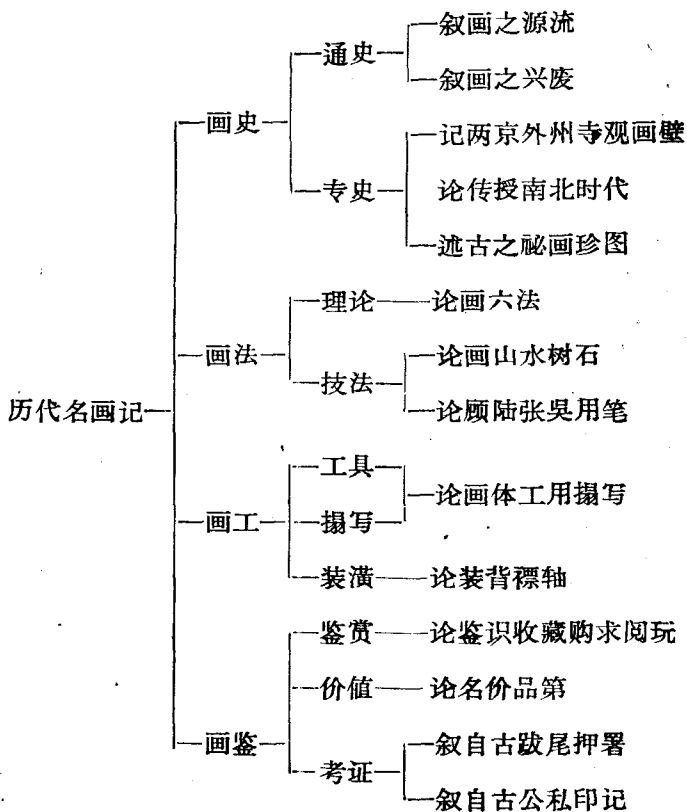 叙画之源流
通史
叙画之兴废
画史
记两京外州寺观画壁
专史
论传授南北时代
述古之祕画珍图
理论
论画六法
画法
论画山水树石
技法
历代名画记
论顾陆张吴用笔
工具
论画体工用搨写
画工
搨写
装潢
论装背褾轴
鉴赏
论鉴识收藏购求阅玩
价值
论名价品第
画鉴
叙自古跋尾押署
考证
叙自古公私印记